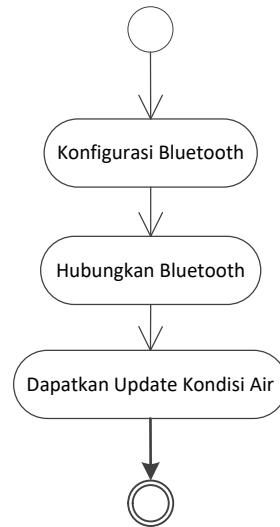 Konfigurasi Bluetooth
Hubungkan Bluetooth
Dapatkan Update Kondisi Air